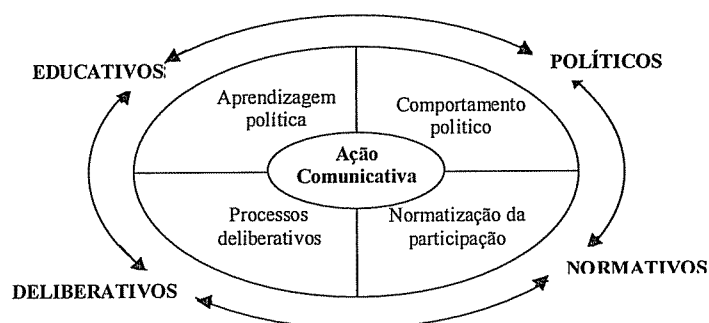 EDUCATIVOS
POLÍTICOS
Aprendizagem
política
Comportamento
político
Ação
Comunicativa
Processos
deliberativos
Normatização da
participação
DELIBERATIVOS
NORMATIVOS